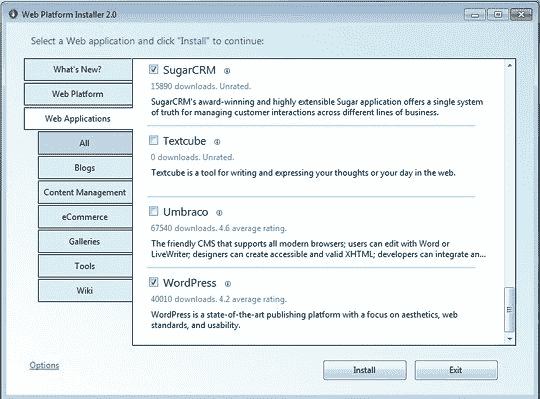 Web Platform Installer 2.0
Select a Web application and click "Install" to continue:
What's New?
Web Platform
Web Applications
All
Blogs
Content Management
eCommerce
Galleries
Tools
Wiki
SugarCRM
15890 downloads. Unrated.
SugarCRM's award-winning and highly extensible Sugar application offers a single system
of truth for managing customer interactions across different lines of business.
Textcube
0 downloads. Unrated.
Textcube is a tool for writing and expressing your thoughts or your day in the web.
Umbraco
67540 downloads. 4.6 average rating.
The friendly CMS that supports all modern browsers; users can edit with Word or
LiveWriter; designers can create accessible and valid XHTML; developers can integrate an...
WordPress
40010 downloads. 4.2 average rating.
WordPress is a state-of-the-art publishing platform with a focus on aesthetics, web
standards, and usability.
Options
Install
Exit